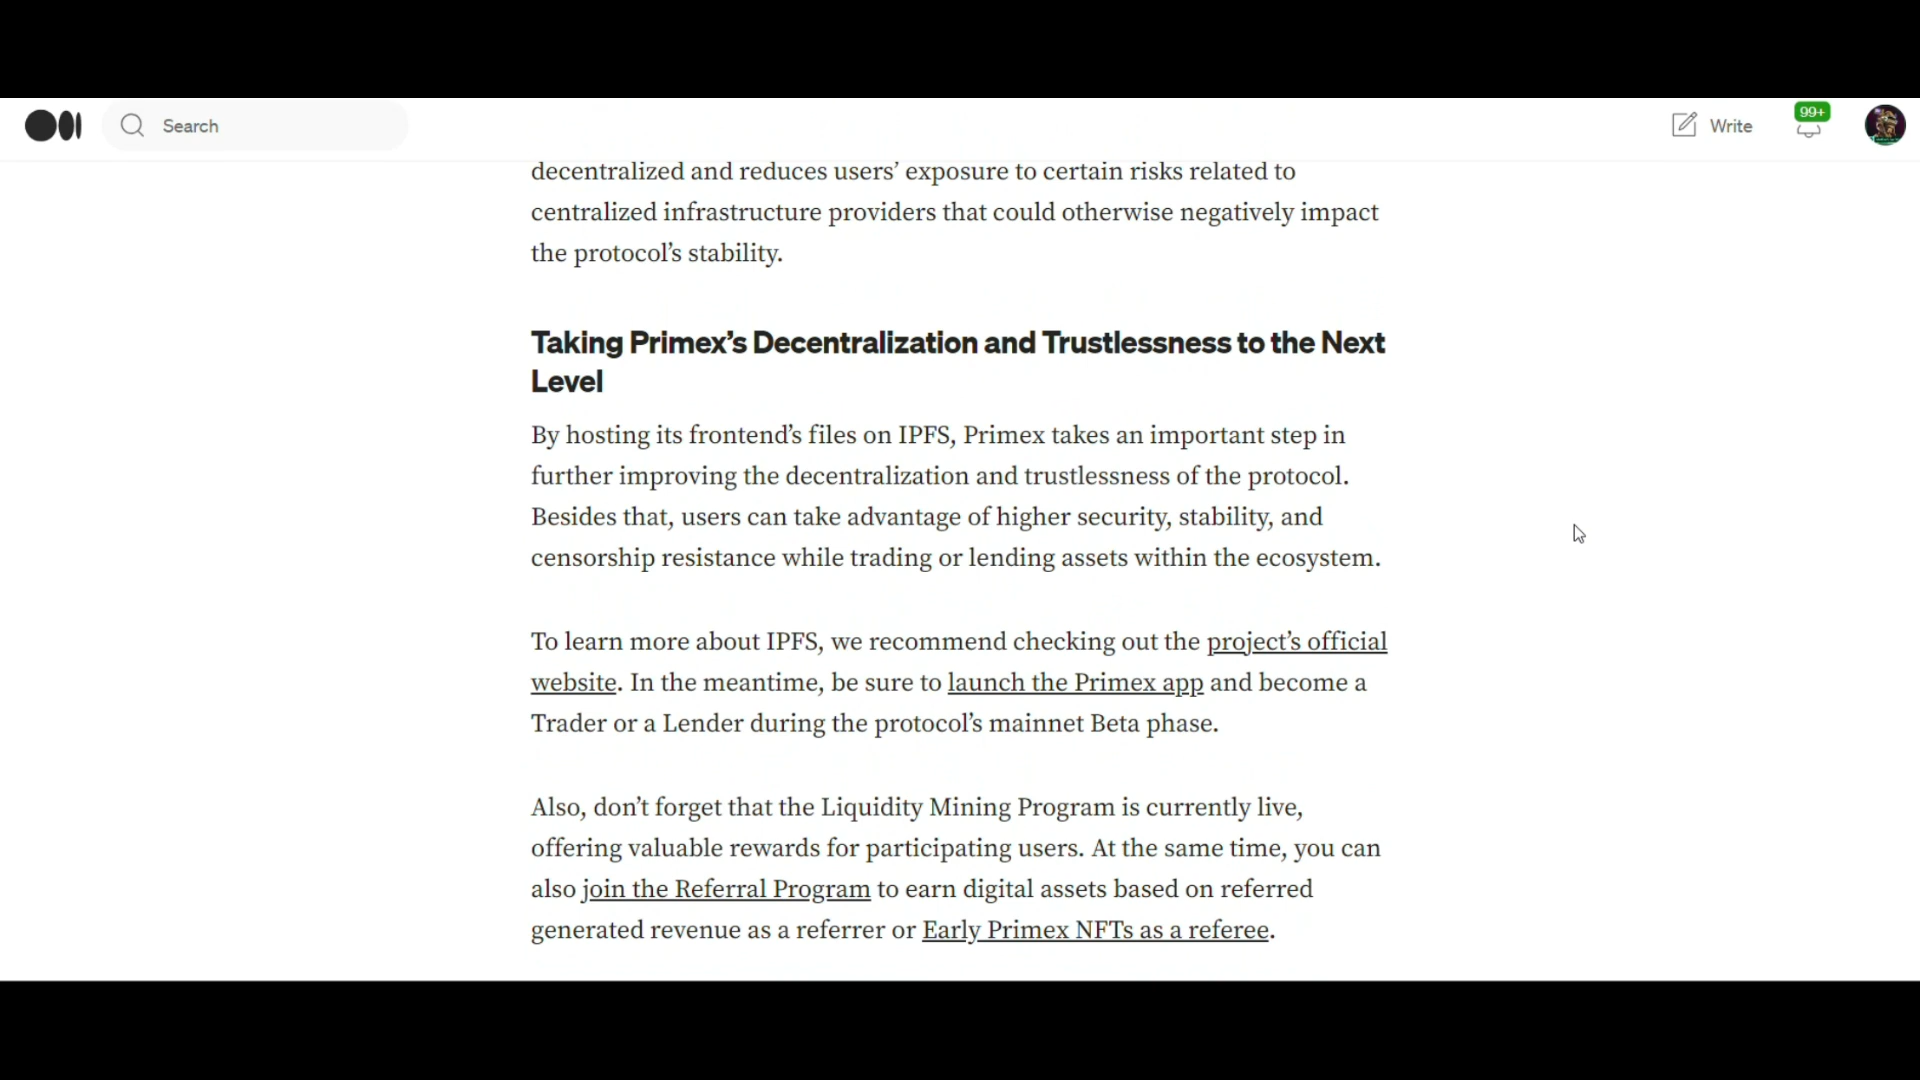 Search
Write
99+
decentralized and reduces users’ exposure to certain risks related to
centralized infrastructure providers that could otherwise negatively impact
the protocol’s stability.
Taking Primex’s Decentralization and Trustlessness to the Next
Level
By hosting its frontend’s files on IPFS, Primex takes an important step in
further improving the decentralization and trustlessness of the protocol.
Besides that, users can take advantage of higher security, stability, and
censorship resistance while trading or lending assets within the ecosystem.
To learn more about IPFS, we recommend checking out the project’s official
website. In the meantime, be sure to launch the Primex app and become a
Trader or a Lender during the protocol’s mainnet Beta phase.
Also, don’t forget that the Liquidity Mining Program is currently live,
offering valuable rewards for participating users. At the same time, you can
also join the Referral Program to earn digital assets based on referred
generated revenue as a referrer or Early Primex NFTs as a referee.